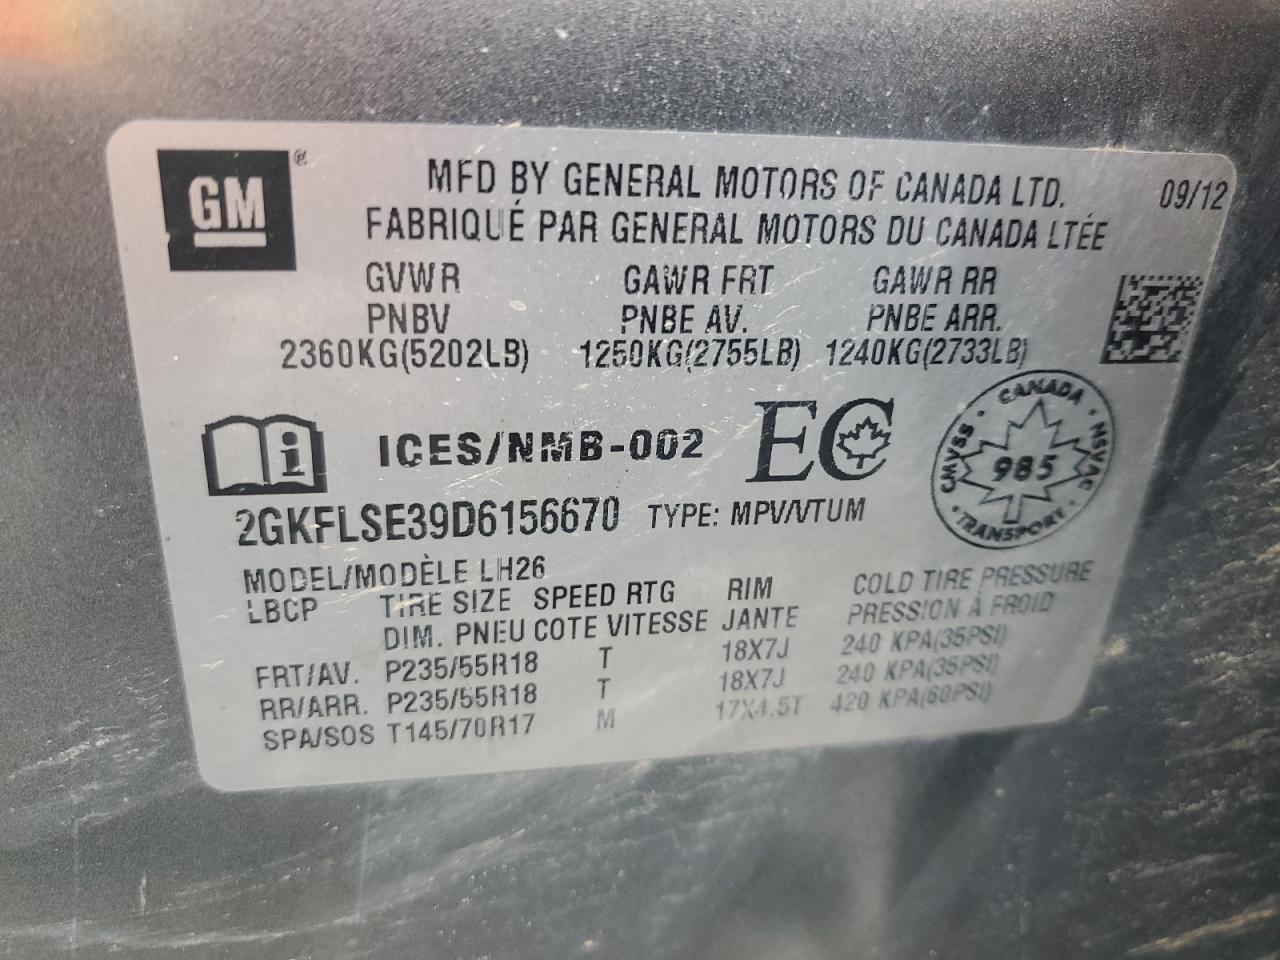 GM ®
MFD BY GENERAL MOTORS OF CANADA LTD. 09/12
FABRIQUÉ PAR GENERAL MOTORS DU CANADA LTÉE
GVWR GAWR FRT GAWR RR
PNBV PNBE AV. PNBE ARR.
2360KG(5202LB) 1250KG(2755LB) 1240KG(2733LB)
ICES/NMB-002 EC
CANADA
CMVSS 985 NSVAC
TRANSPORT
2GKFLSE39D6156670 TYPE: MPV/VTUM
MODEL/MODÈLE LH26
LBCP TIRE SIZE SPEED RTG RIM COLD TIRE PRESSURE
DIM. PNEU COTE VITESSE JANTE PRESSION À FROID
FRT/AV. P235/55R18 T 18X7J 240 KPA(35PSI)
RR/ARR. P235/55R18 T 18X7J 240 KPA(35PSI)
SPA/SOS T145/70R17 M 17X4.5T 420 KPA(60PSI)